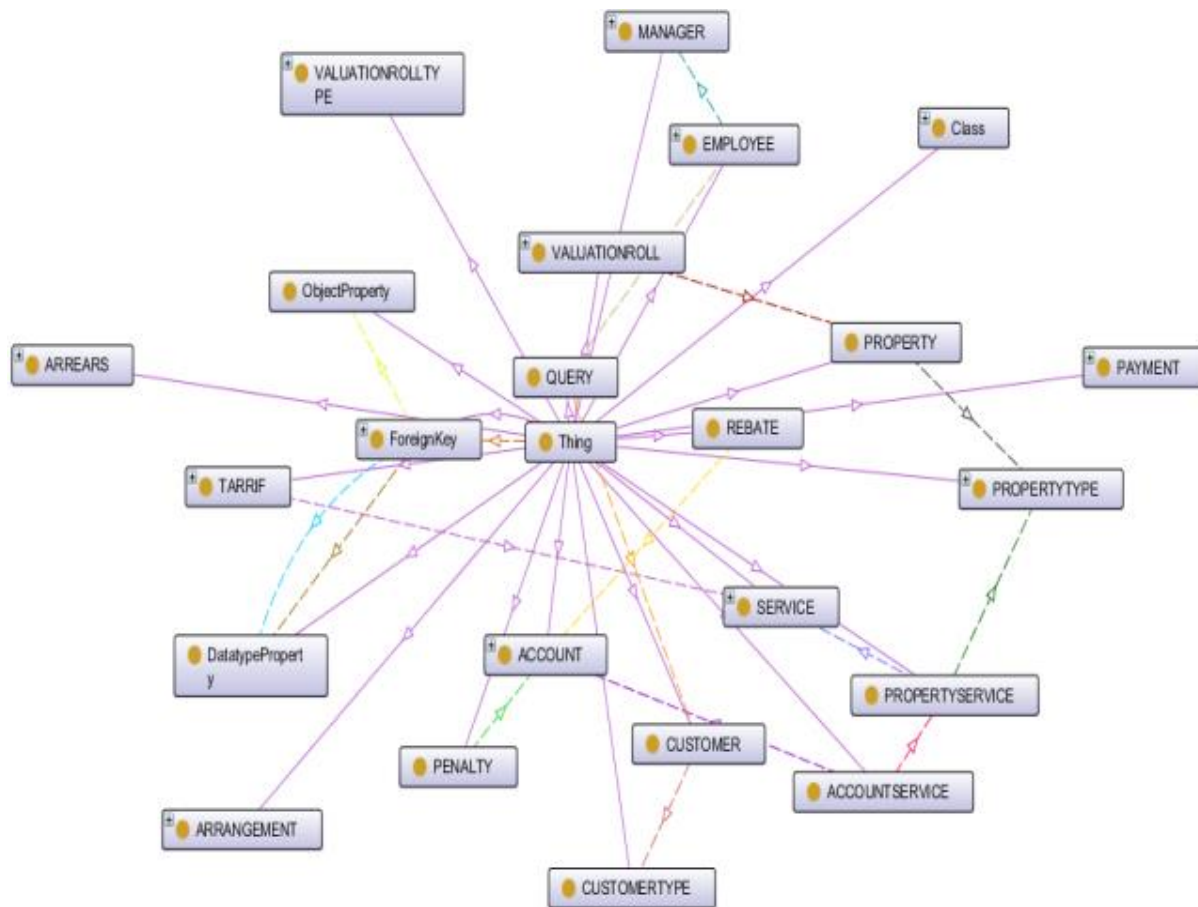 MANAGER
VALUATIONROLLTY
PE
Class
EMPLOYEE
VALUATIONROLL
ObjectProperty
PROPERTY
ARREARS
QUERY
PAYMENT
REBATE
ForeignKey
Thing
TARRIF
PROPERTYTYPE
SERVICE
DatatypePropert
y
ACCOUNT
PROPERTYSERVICE
CUSTOMER
PENALTY
ACCOUNTSERVICE
ARRANGEMENT
CUSTOMERTYPE